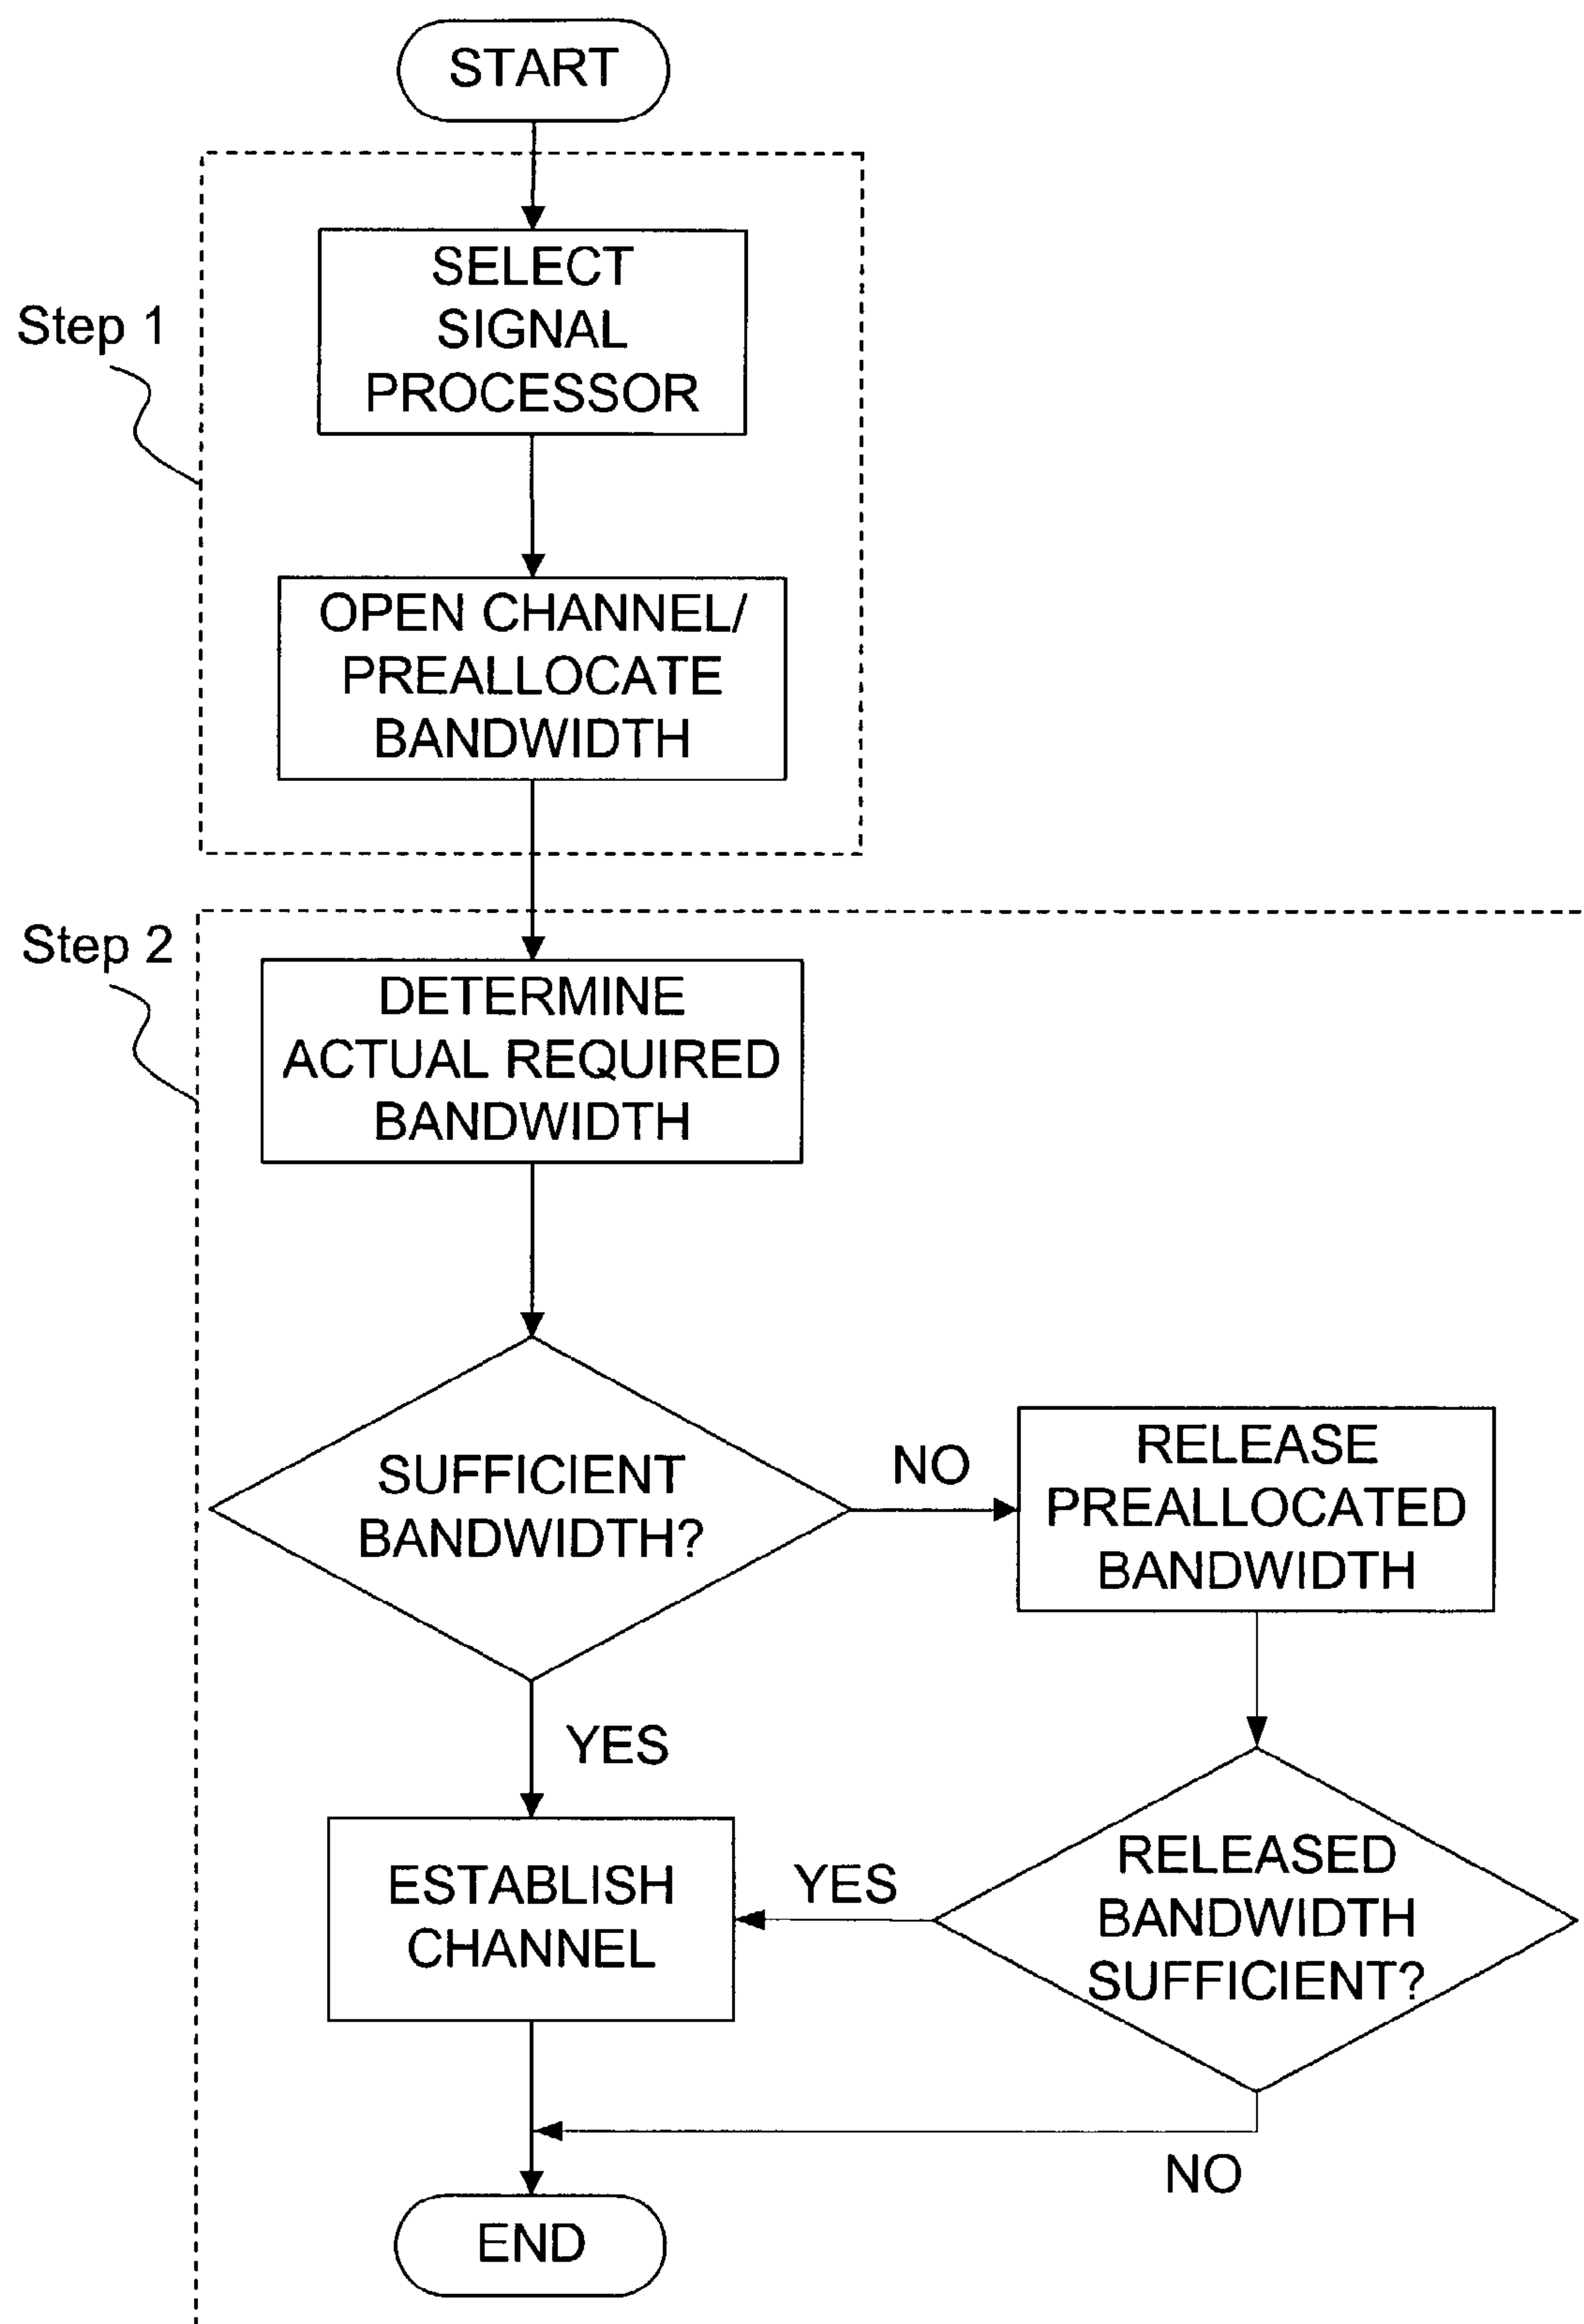 START
Step 1
SELECT
SIGNAL
PROCESSOR
OPEN CHANNEL/
PREALLOCATE
BANDWIDTH
Step 2
DETERMINE
ACTUAL REQUIRED
BANDWIDTH
SUFFICIENT
BANDWIDTH?
NO
RELEASE
PREALLOCATED
BANDWIDTH
YES
ESTABLISH
CHANNEL
YES
RELEASED
BANDWIDTH
SUFFICIENT?
NO
END